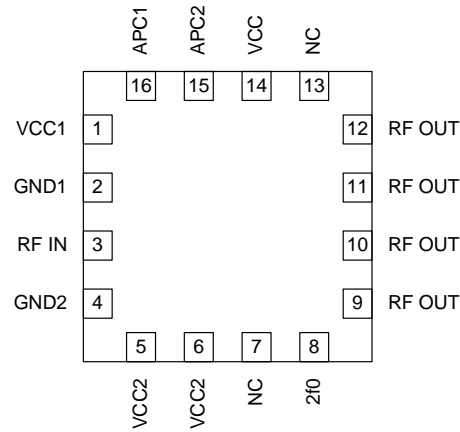 APC1
APC2
VCC
NC
16
15
14
13
VCC1
1
12
RF OUT
GND1
2
11
RF OUT
RF IN
3
10
RF OUT
GND2
4
9
RF OUT
5
6
7
8
VCC2
VCC2
NC
2f0